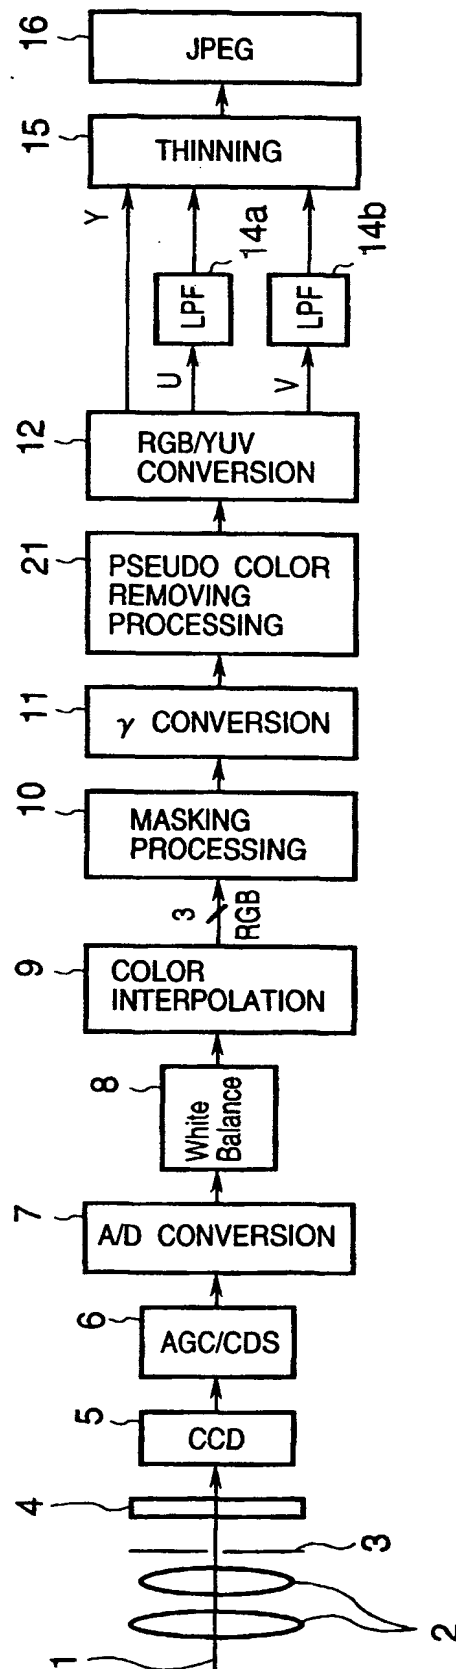 1
2
3
4
5
CCD
6
AGC/CDS
7
A/D CONVERSION
8
White
Balance
9
COLOR
INTERPOLATION
3
RGB
10
MASKING
PROCESSING
11
γ CONVERSION
21
PSEUDO COLOR
REMOVING
PROCESSING
12
RGB/YUV
CONVERSION
Y
U
V
LPF
14a
LPF
14b
15
THINNING
16
JPEG